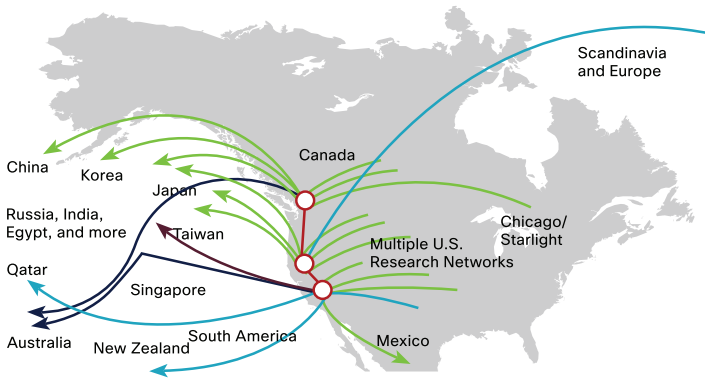 Scandinavia
and Europe
Canada
China
Korea
Japan
Russia, India,
Egypt, and more
Taiwan
Chicago/
Starlight
Multiple U.S.
Research Networks
Qatar
Singapore
Australia
New Zealand
South America
Mexico